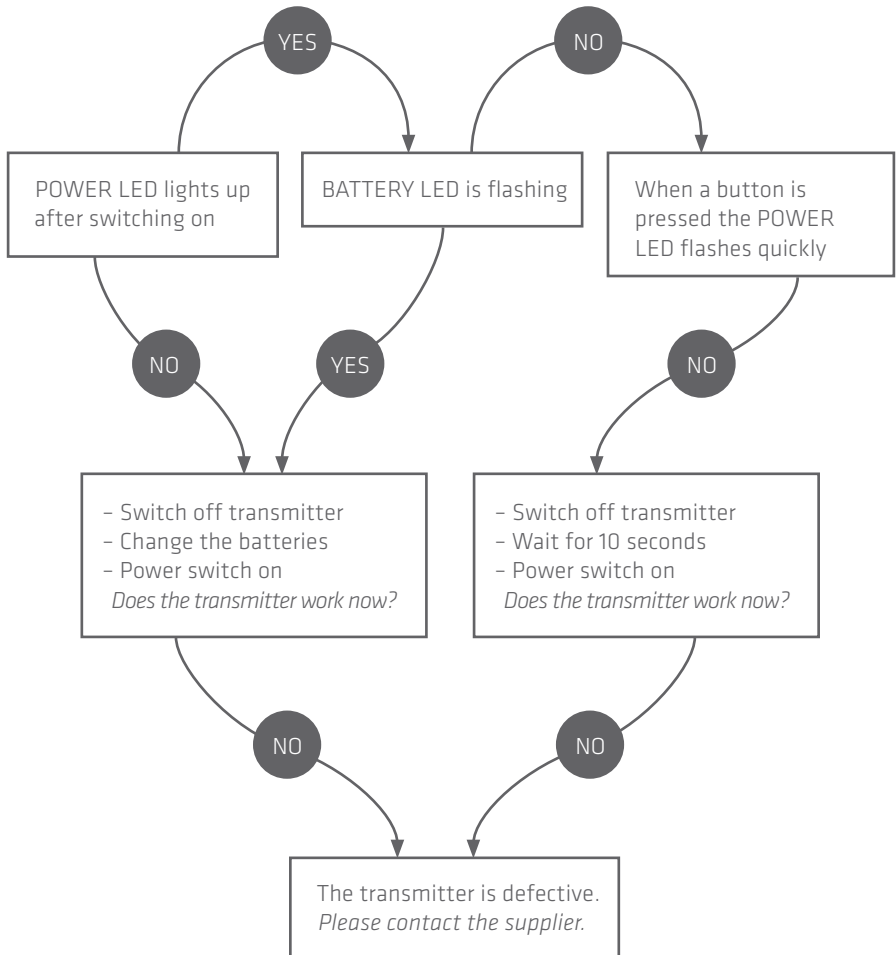 YES
NO
POWER LED lights up
after switching on
BATTERY LED is flashing
When a button is
pressed the POWER
LED flashes quickly
NO
YES
NO
– Switch off transmitter
– Change the batteries
– Power switch on
Does the transmitter work now?
– Switch off transmitter
– Wait for 10 seconds
– Power switch on
Does the transmitter work now?
NO
NO
The transmitter is defective.
Please contact the supplier.